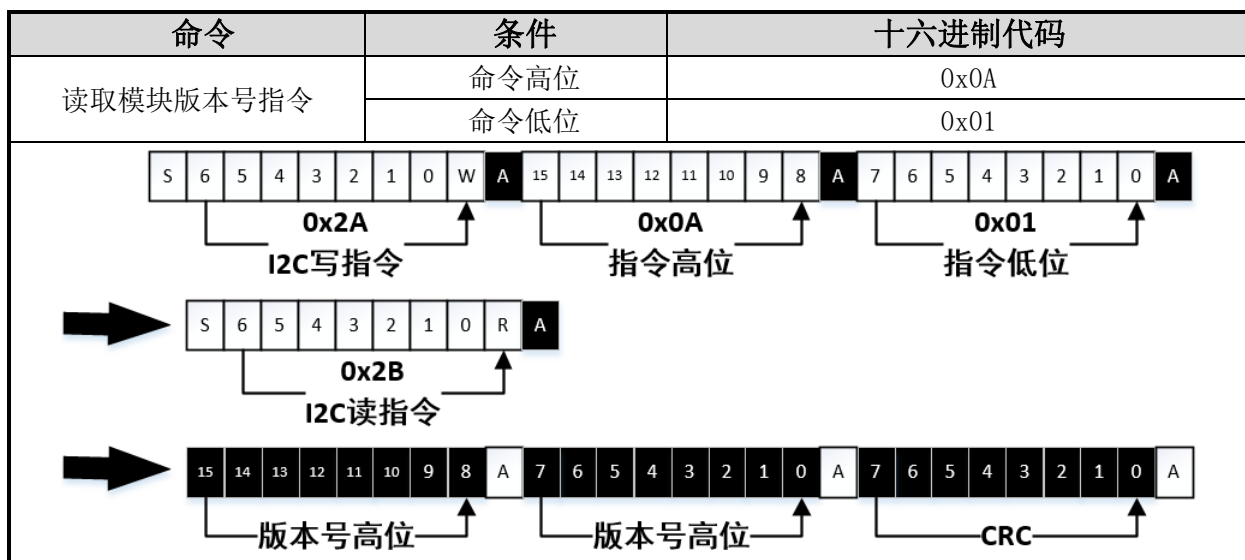 命令 条件 十六进制代码
读取模块版本号指令 命令高位 0x0A
命令低位 0x01
S 6 5 4 3 2 1 0 W A 15 14 13 12 11 10 9 8 A 7 6 5 4 3 2 1 0 A
0x2A 0x0A 0x01
I2C写指令 指令高位 指令低位
S 6 5 4 3 2 1 0 R A
0x2B
I2C读指令
15 14 13 12 11 10 9 8 A 7 6 5 4 3 2 1 0 A 7 6 5 4 3 2 1 0 A
版本号高位 版本号高位 CRC